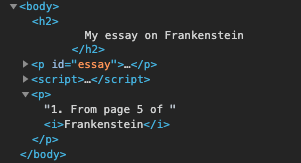 ▼<body>
<h2>
My essay on Frankenstein
</h2>
▶<p id="essay">…</p>
▶<script>…</script>
▼<p>
"1. From page 5 of "
<i>Frankenstein</i>
</p>
</body>